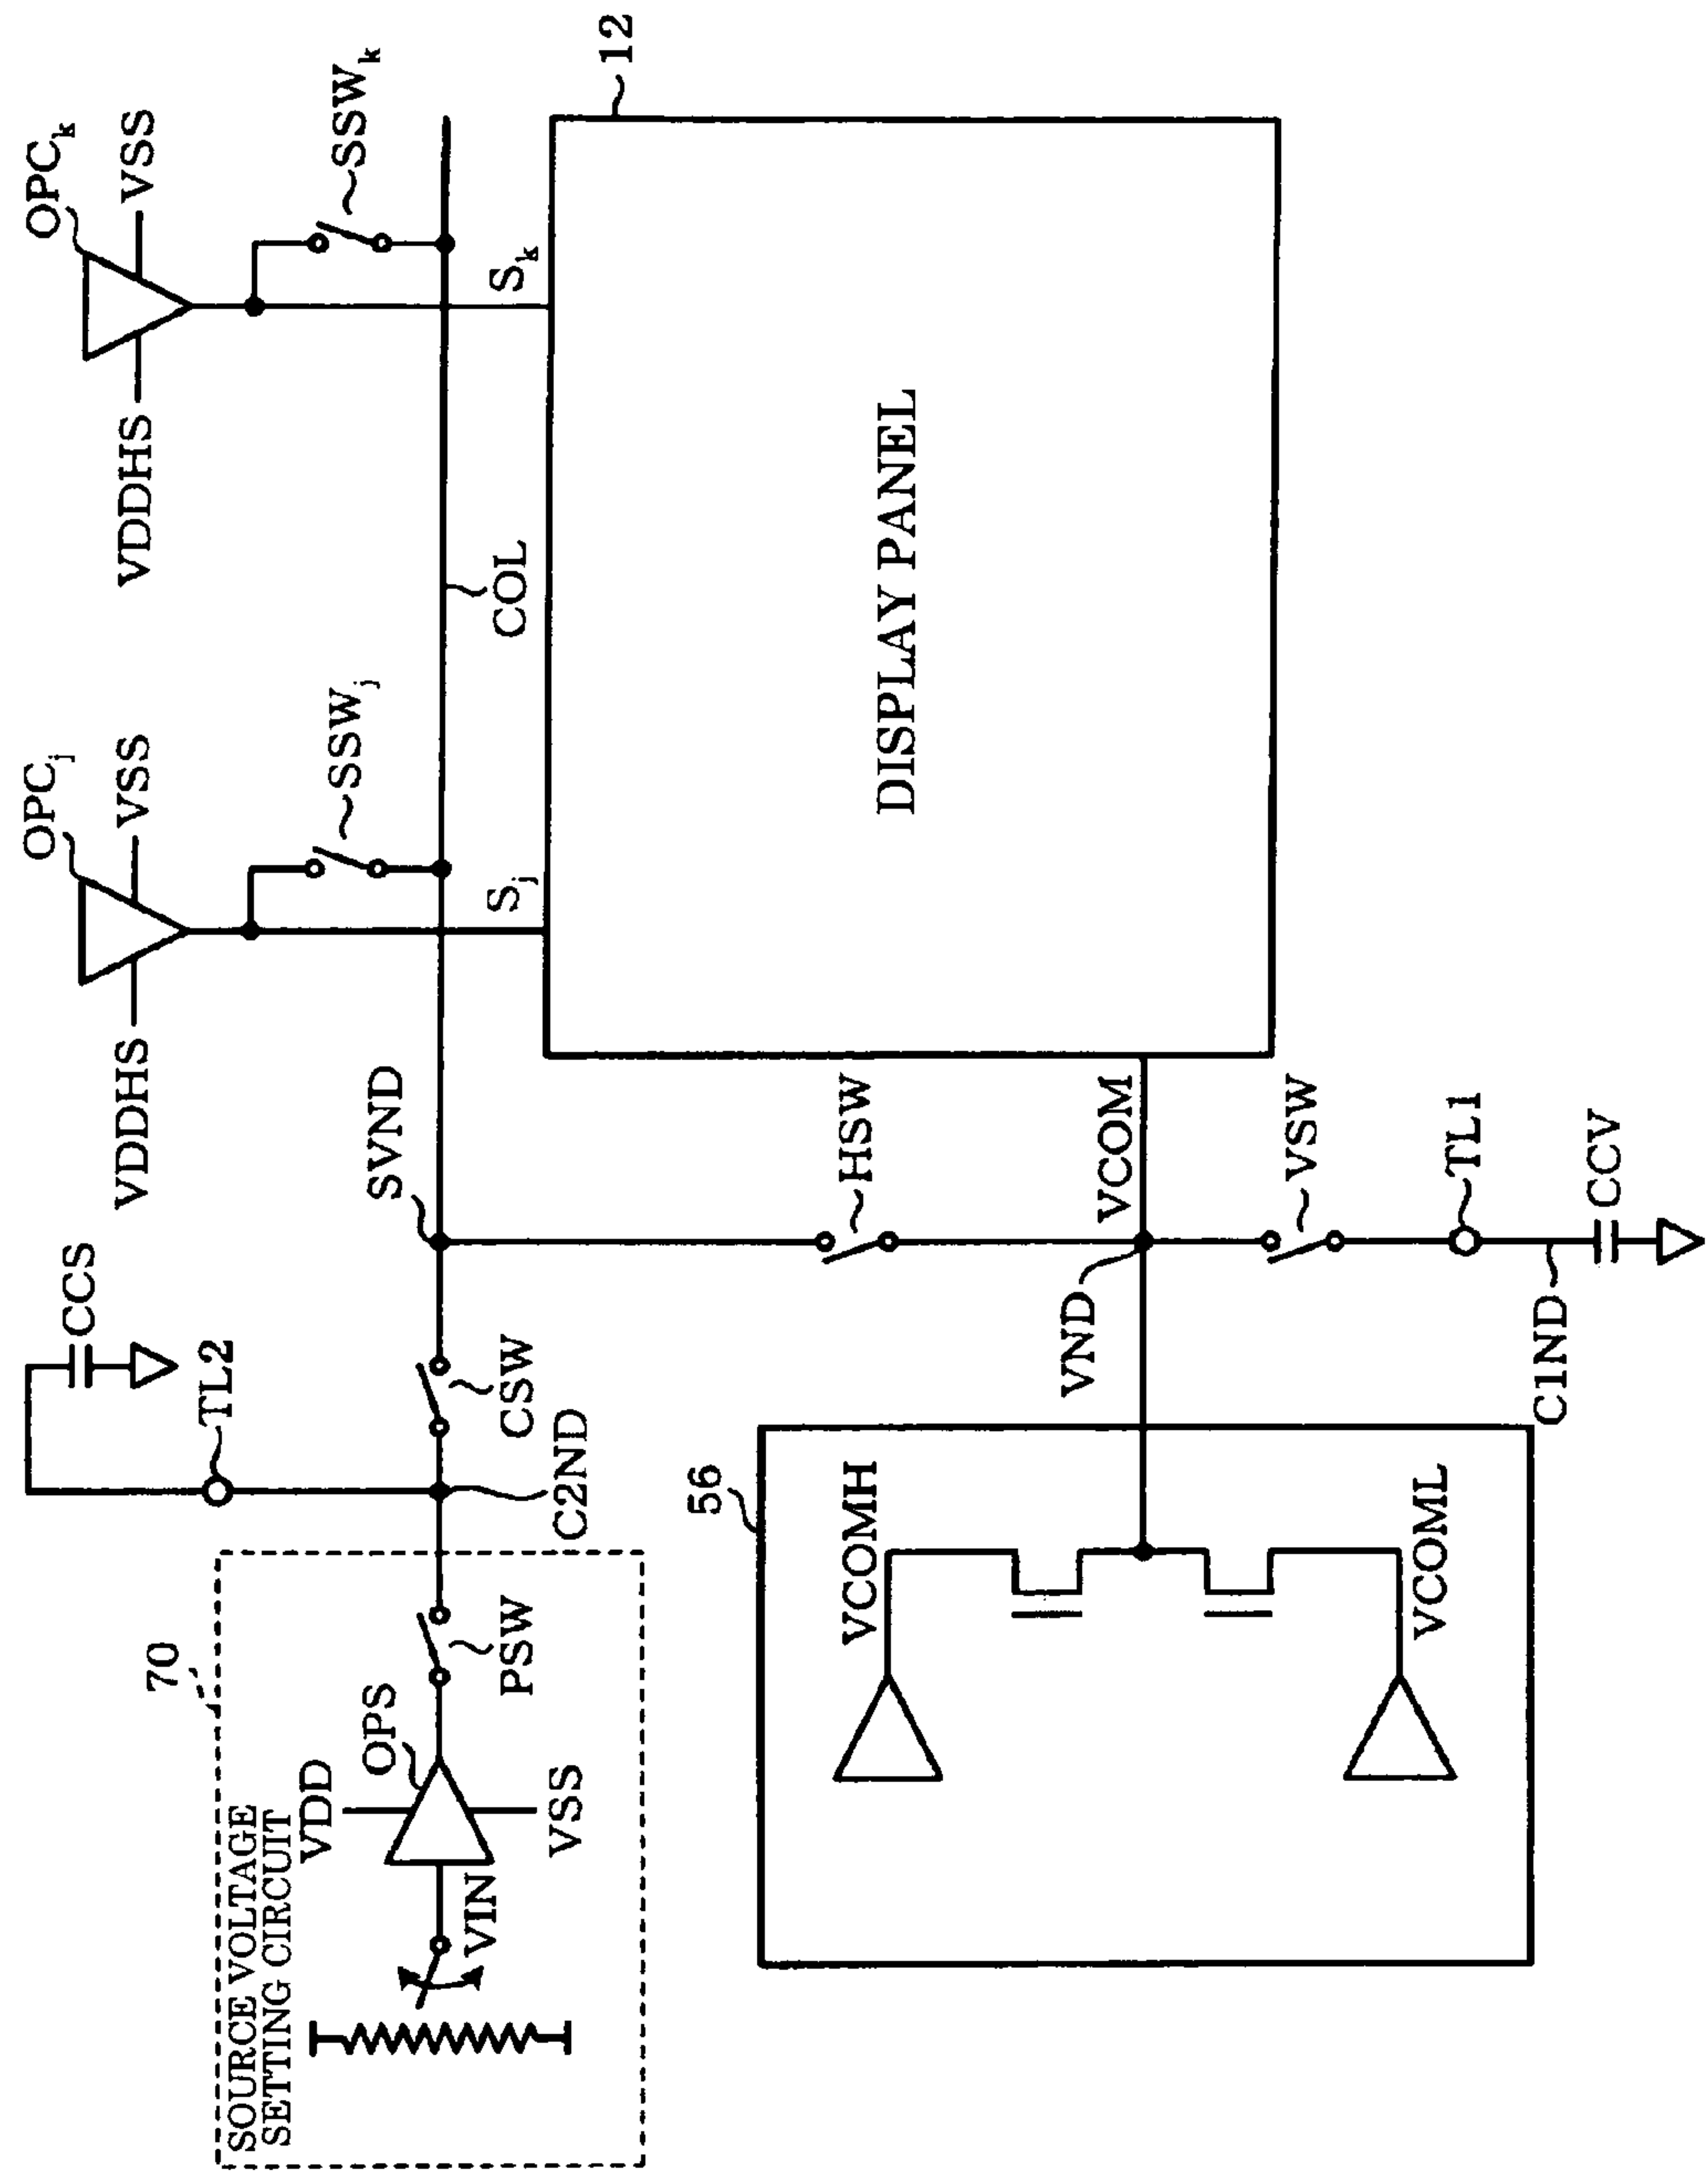 OPCj
OPCk
VDDHS
VSS
VDDHS
VSS
CCS
SSWj
SSWk
TL2
SVND
70
SOURCE VOLTAGE
SETTING CIRCUIT
VDD
OPS
VIN
VSS
PSW
CSW
C2ND
COL
Sj
Sk
12
HSW
DISPLAY PANEL
56
VCOMH
VCOML
VND
VCOM
VSW
TL1
C1ND
CCV